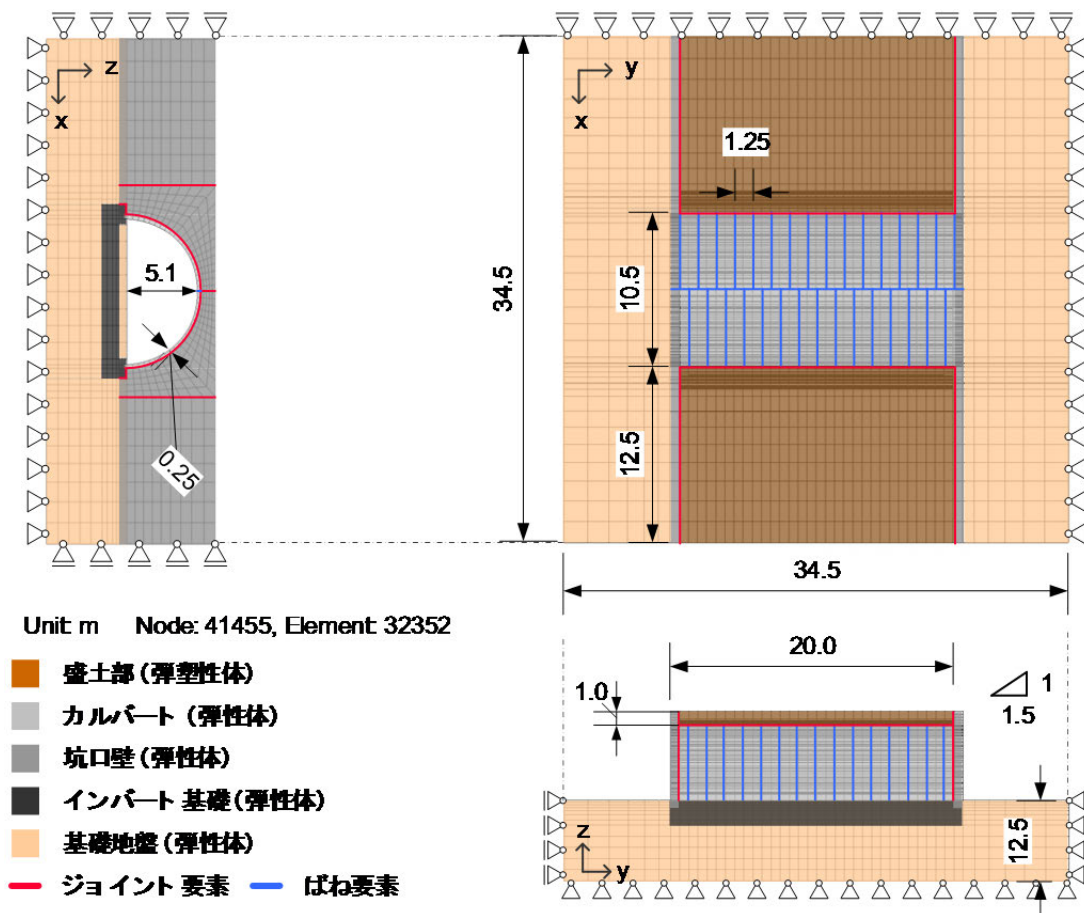 z
x
5.1
0.25
y
x
1.25
34.5
10.5
12.5
34.5
Unit: m Node: 41455, Element: 32352
盛土部(弾塑性体)
カルバート (弾性体)
坑口壁(弾性体)
インバート 基礎(弾性体)
基礎地盤(弾性体)
ジョイント 要素 ばね要素
20.0
1.0
1
1.5
12.5
z
y